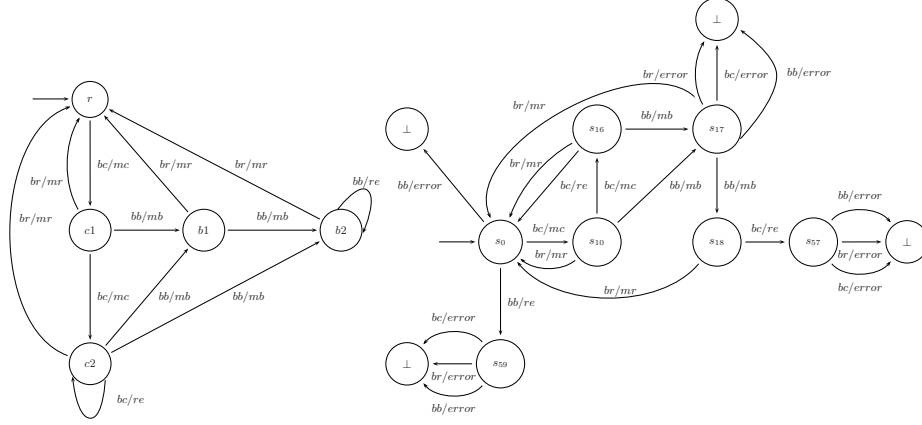 r
bc/mc
br/mr
br/mr
br/mr
br/mr
bb/re
c1
bb/mb
b1
bb/mb
b2
bc/mc
bb/mb
bb/mb
c2
bc/re
⊥
br/error
bc/error
bb/error
br/mr
⊥
s16
bb/mb
s17
br/mr
bb/error
bc/re
bc/mc
bb/mb
bb/mb
bb/error
s0
bc/mc
s10
s18
bc/re
s57
⊥
br/mr
br/error
br/mr
bc/error
bb/re
bc/error
⊥
s59
br/error
bb/error